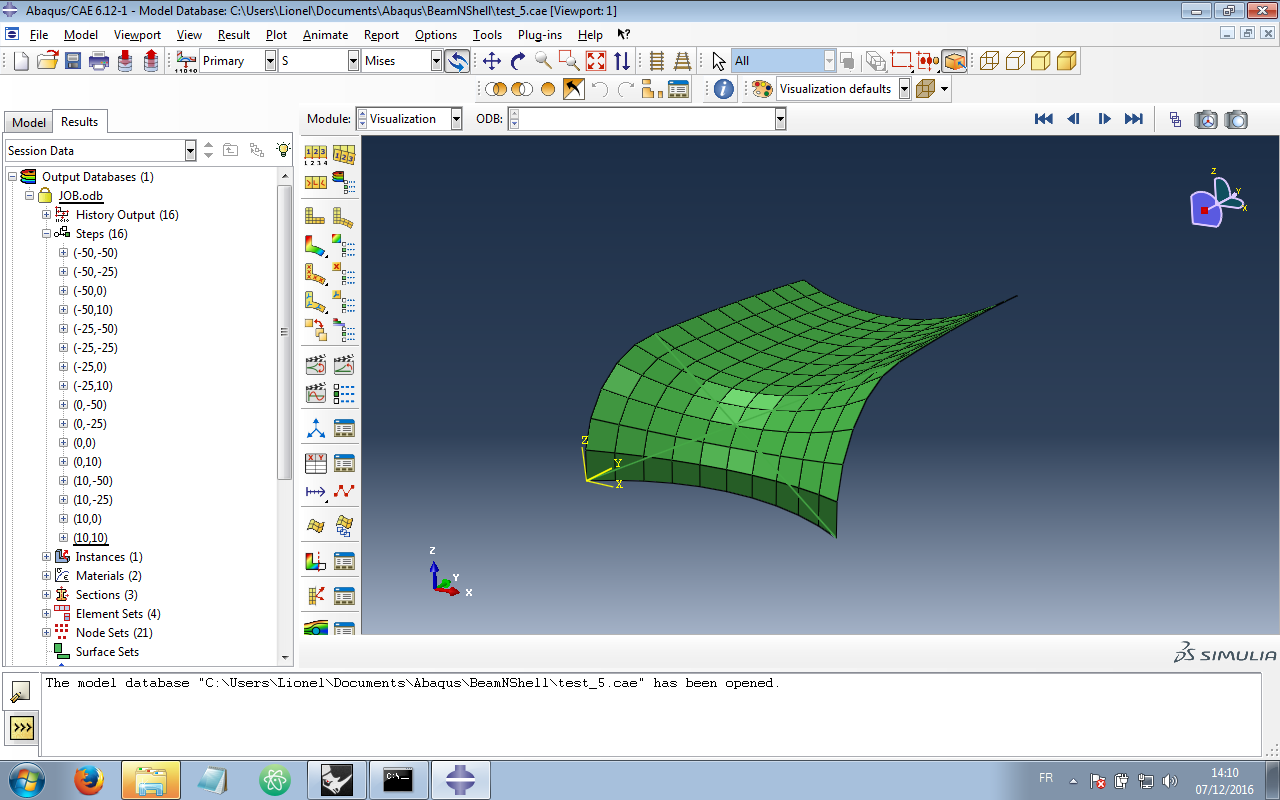 Abaqus/CAE 6.12-1 - Model Database: C:\Users\Lionel\Documents\Abaqus\BeamNShell\test_5.cae [Viewport: 1]
File Model Viewport View Result Plot Animate Report Options Tools Plug-ins Help
Primary S Mises All
Visualization defaults
Model Results
Module: Visualization ODB:
Session Data
Output Databases (1)
JOB.odb
History Output (16)
Steps (16)
(-50,-50)
(-50,-25)
(-50,0)
(-50,10)
(-25,-50)
(-25,-25)
(-25,0)
(-25,10)
(0,-50)
(0,-25)
(0,0)
(0,10)
(10,-50)
(10,-25)
(10,0)
(10,10)
Instances (1)
Materials (2)
Sections (3)
Element Sets (4)
Node Sets (21)
Surface Sets
Z
Y
X
Z
Y
X
Z
Y
X
SIMULIA
The model database "C:\Users\Lionel\Documents\Abaqus\BeamNShell\test_5.cae" has been opened.
>>>
FR
14:10
07/12/2016